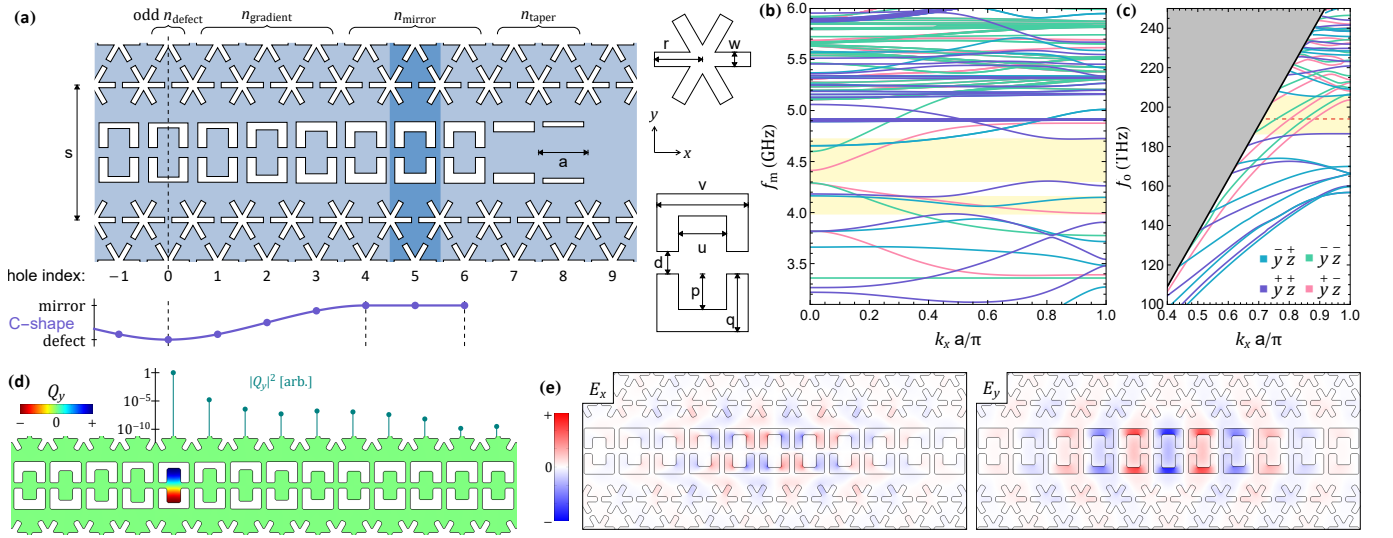 (a)
odd n_defect
n_gradient
n_mirror
n_taper
s
a
hole index:
−1 0 1 2 3 4 5 6 7 8 9
mirror
C−shape
defect
r
w
y
x
v
u
d
p
q
(b)
f_m (GHz)
6.0
5.5
5.0
4.5
4.0
3.5
0.0 0.2 0.4 0.6 0.8 1.0
k_x a/π
(c)
f_o (THz)
250
220
200
180
160
140
120
100
0.4 0.5 0.6 0.7 0.8 0.9 1.0
k_x a/π
y̅ z⁺
y̅ z̅
y⁺ z⁺
y⁺ z̅
(d)
Q_y
− 0 +
|Q_y|² [arb.]
1
10⁻⁵
10⁻¹⁰
(e)
E_x
+
0
−
E_y